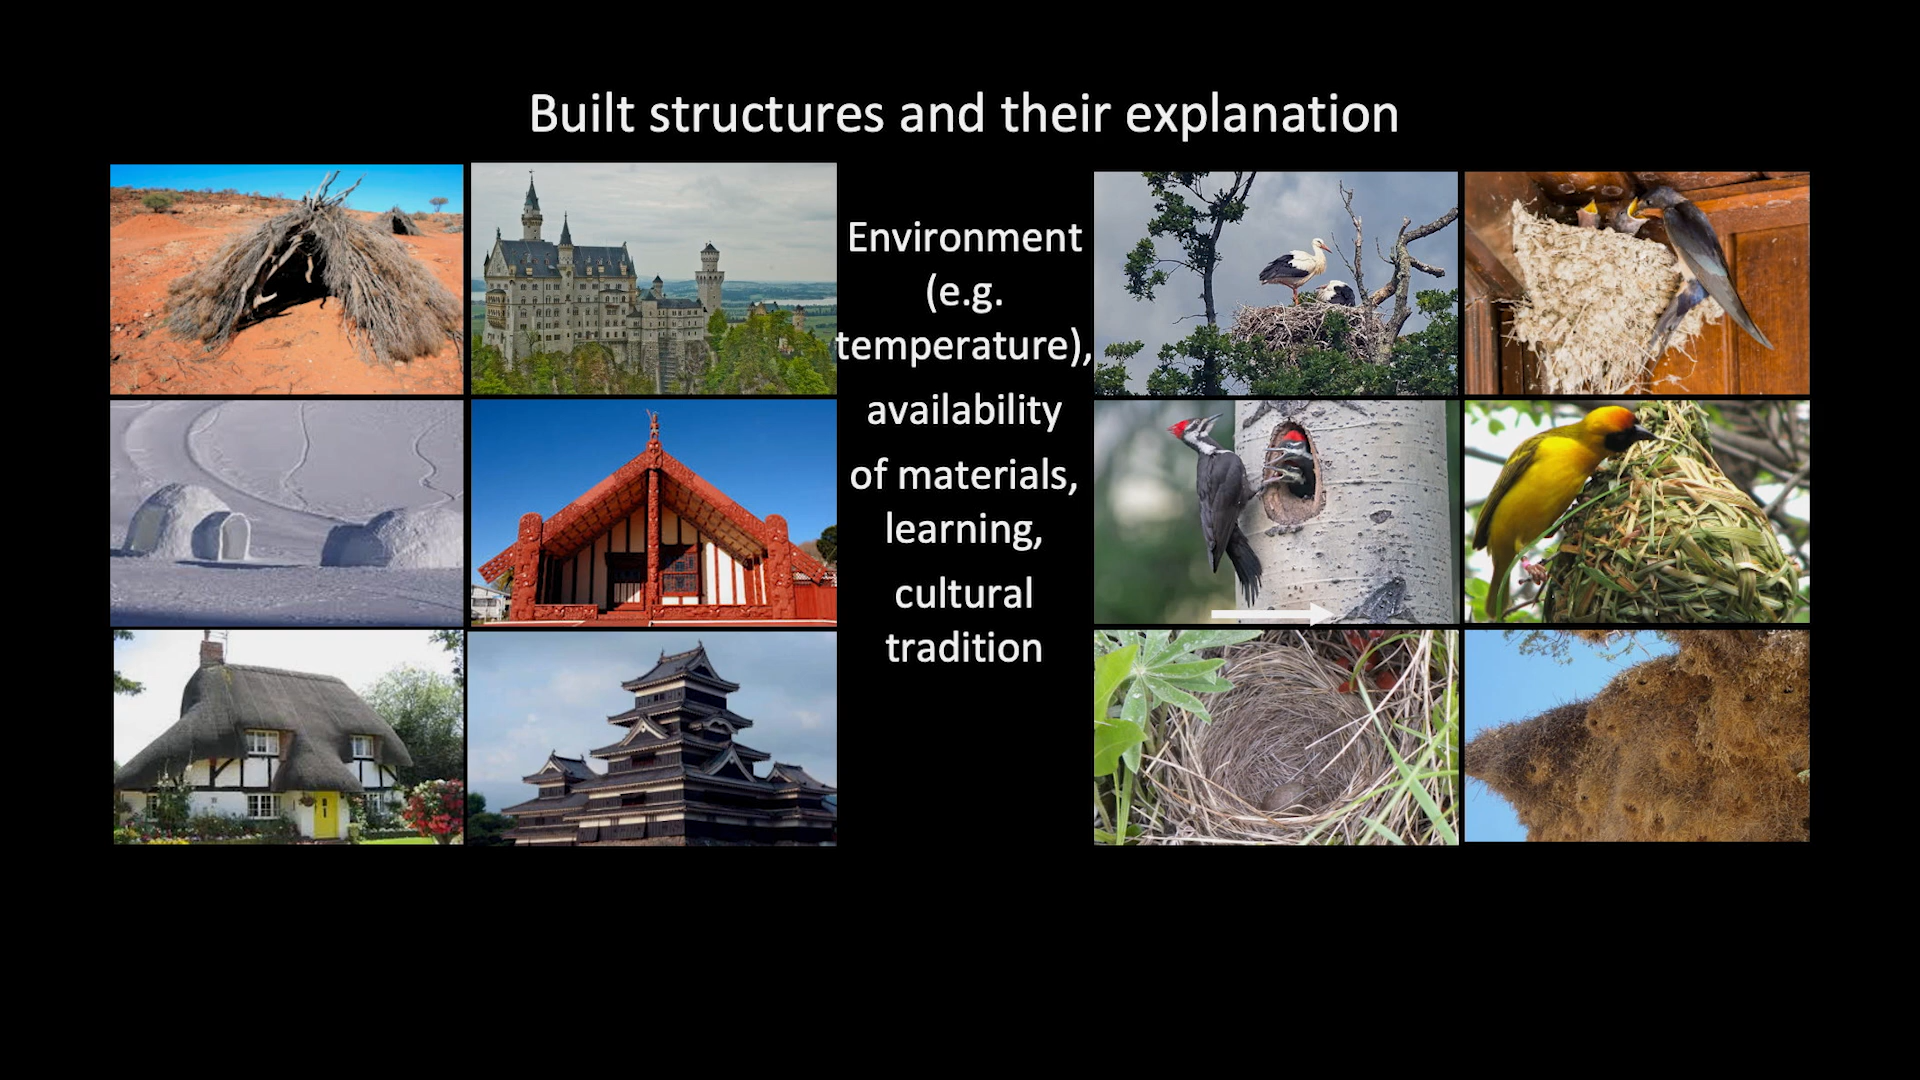 Built structures and their explanation
Environment
(e.g.
temperature),
availability
of materials,
learning,
cultural
tradition